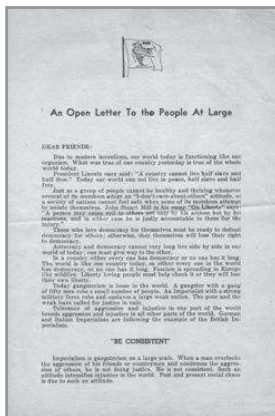 An Open Letter To the People At Large
DEAR FRIENDS:
Due to modern inventions, our world today is functioning like one
organism. What was true of one country yesterday is true of the whole
world today.
President Lincoln once said: "A country cannot live half slave and
half free." Today our world can not live in peace, half slave and half
free.
Just as a group of people cannot be healthy and thriving whenever
several of its members adopt an "I-don't-care-about-others" attitude, so
a society of nations cannot feel safe when some of its members attempt
to isolate themselves. John Stuart Mill in his essay "On Liberty" says:
"A person may cause evil to others not only by his actions but by his
inactions, and in either case he is justly accountable to them for the
injury."
Those who love democracy for themselves must be ready to defend
democracy for others; otherwise, they themselves will lose their right
to democracy.
Autocracy and democracy cannot very long live side by side in our
world of today; one must give way to the other.
In a country either every one has democracy or no one has it long.
The world is like one country today, so either every one in the world
has democracy, or no one has it long. Fascism is spreading in Europe
like wildfire. Liberty loving people must help check it or they will lose
their own liberty.
Today gangsterism is loose in the world. A gangster with a gang
of fifty men robs a small number of people. An Imperialist with a strong
military force robs and enslaves a large weak nation. The poor and the
weak have called for justice in vain.
Toleration of aggression and injustice in one part of the world
breeds aggression and injustice in all other parts of the world. German
and Italian Imperialists are following the example of the British Im-
perialists.
"BE CONSISTENT"
Imperialism is gangsterism on a large scale. When a man overlooks
the aggression of his friends or countrymen and condemns the aggres-
sion of others, he is not doing justice. He is not consistent. Such an
attitude intensifies injustice in the world. Past and present social chaos
is due to such an attitude.